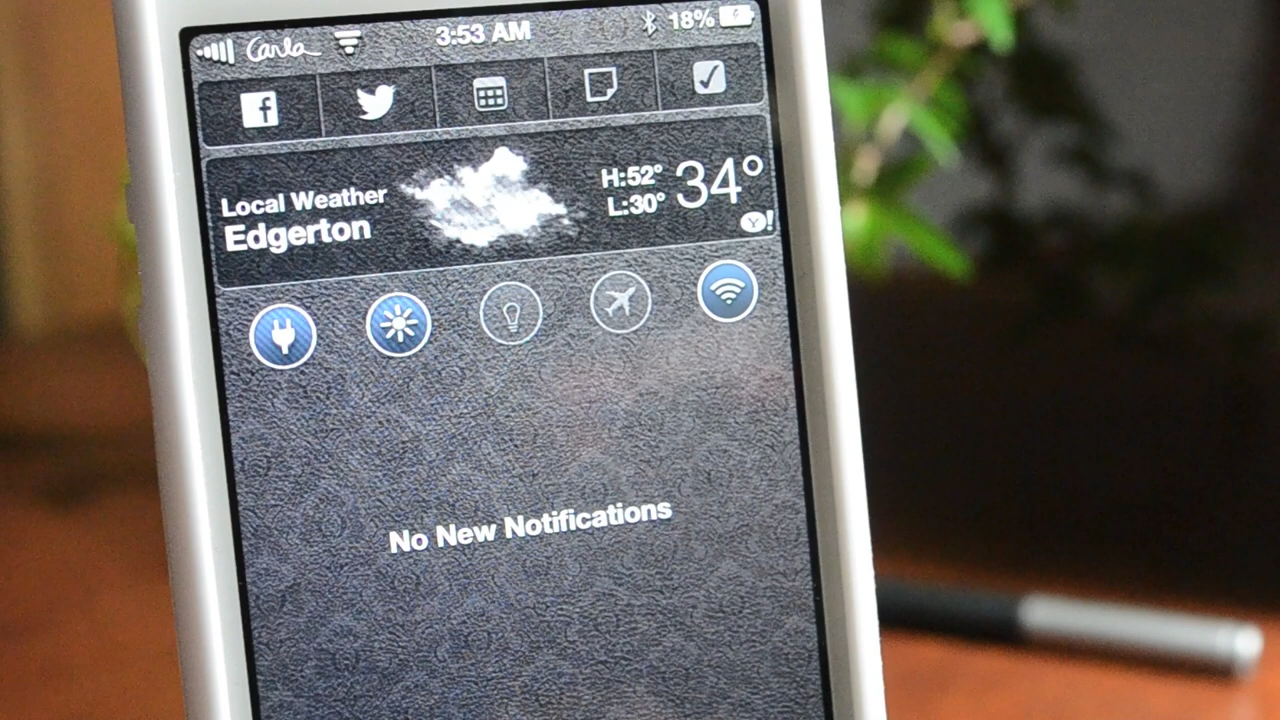 Carla 3:53 AM 18%
Local Weather
Edgerton
H:52°
L:30°
34°
Y!
No New Notifications